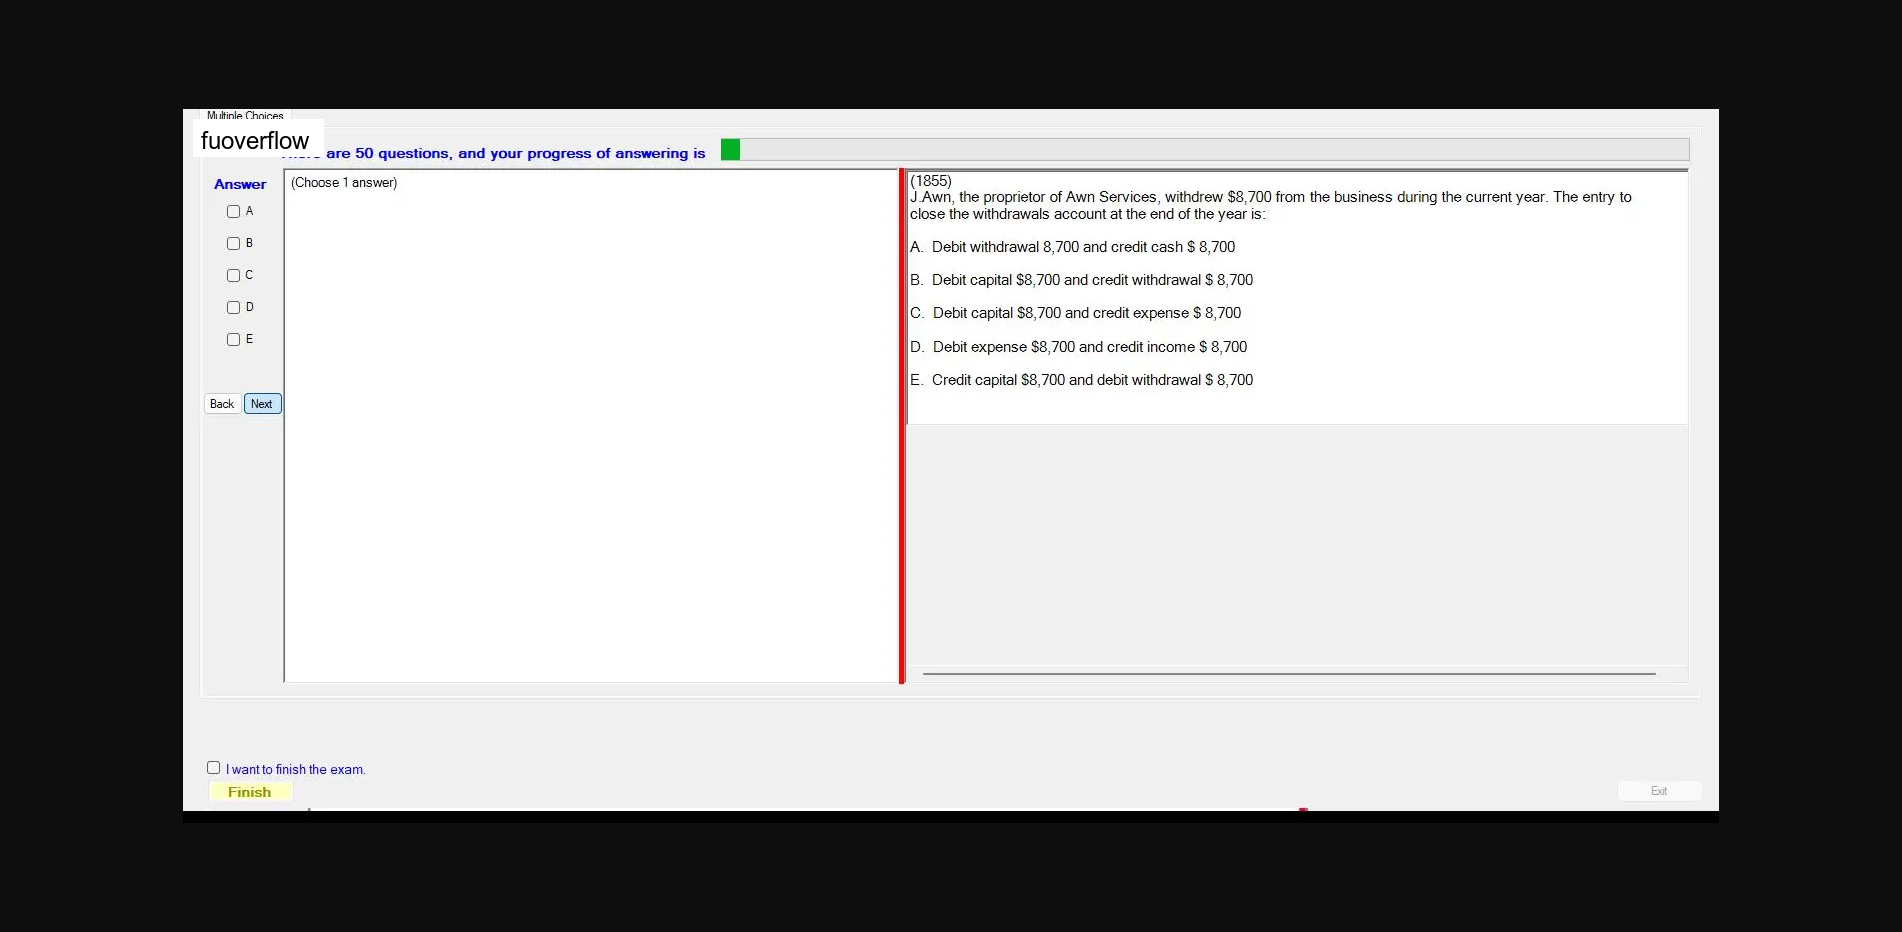 Multiple Choices
fuoverflow
are 50 questions, and your progress of answering is
Answer
(Choose 1 answer)
A
B
C
D
E
Back
Next
(1855)
J.Awn, the proprietor of Awn Services, withdrew $8,700 from the business during the current year. The entry to
close the withdrawals account at the end of the year is:
A. Debit withdrawal 8,700 and credit cash $ 8,700
B. Debit capital $8,700 and credit withdrawal $ 8,700
C. Debit capital $8,700 and credit expense $ 8,700
D. Debit expense $8,700 and credit income $ 8,700
E. Credit capital $8,700 and debit withdrawal $ 8,700
I want to finish the exam.
Finish
Exit